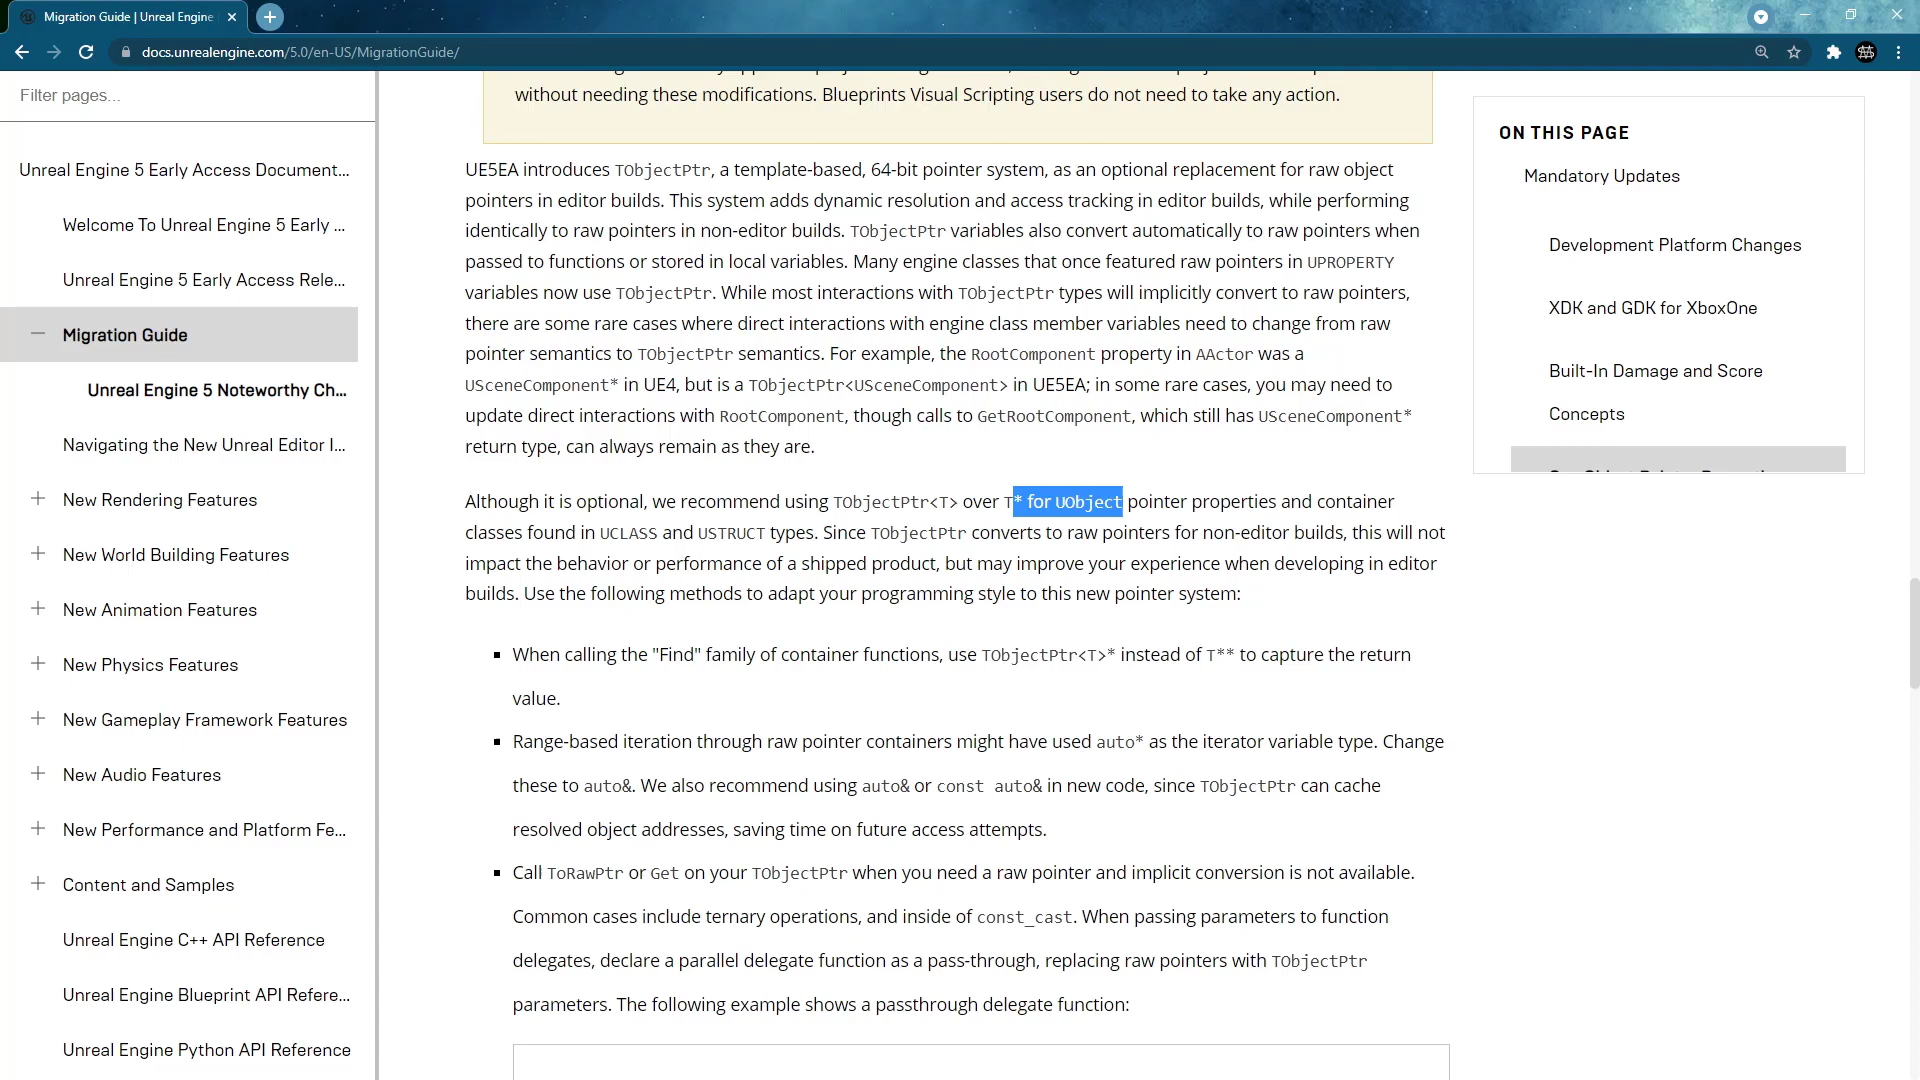 Migration Guide | Unreal Engine
docs.unrealengine.com/5.0/en-US/MigrationGuide/
Filter pages...
Unreal Engine 5 Early Access Document...
Welcome To Unreal Engine 5 Early ...
Unreal Engine 5 Early Access Rele...
Migration Guide
Unreal Engine 5 Noteworthy Ch...
Navigating the New Unreal Editor I...
New Rendering Features
New World Building Features
New Animation Features
New Physics Features
New Gameplay Framework Features
New Audio Features
New Performance and Platform Fe...
Content and Samples
Unreal Engine C++ API Reference
Unreal Engine Blueprint API Refere...
Unreal Engine Python API Reference
without needing these modifications. Blueprints Visual Scripting users do not need to take any action.
UE5EA introduces TObjectPtr, a template-based, 64-bit pointer system, as an optional replacement for raw object
pointers in editor builds. This system adds dynamic resolution and access tracking in editor builds, while performing
identically to raw pointers in non-editor builds. TObjectPtr variables also convert automatically to raw pointers when
passed to functions or stored in local variables. Many engine classes that once featured raw pointers in UPROPERTY
variables now use TObjectPtr. While most interactions with TObjectPtr types will implicitly convert to raw pointers,
there are some rare cases where direct interactions with engine class member variables need to change from raw
pointer semantics to TObjectPtr semantics. For example, the RootComponent property in AActor was a
USceneComponent* in UE4, but is a TObjectPtr<USceneComponent> in UE5EA; in some rare cases, you may need to
update direct interactions with RootComponent, though calls to GetRootComponent, which still has USceneComponent*
return type, can always remain as they are.
Although it is optional, we recommend using TObjectPtr<T> over T* for UObject pointer properties and container
classes found in UCLASS and USTRUCT types. Since TObjectPtr converts to raw pointers for non-editor builds, this will not
impact the behavior or performance of a shipped product, but may improve your experience when developing in editor
builds. Use the following methods to adapt your programming style to this new pointer system:
When calling the "Find" family of container functions, use TObjectPtr<T>* instead of T** to capture the return
value.
Range-based iteration through raw pointer containers might have used auto* as the iterator variable type. Change
these to auto&. We also recommend using auto& or const auto& in new code, since TObjectPtr can cache
resolved object addresses, saving time on future access attempts.
Call ToRawPtr or Get on your TObjectPtr when you need a raw pointer and implicit conversion is not available.
Common cases include ternary operations, and inside of const_cast. When passing parameters to function
delegates, declare a parallel delegate function as a pass-through, replacing raw pointers with TObjectPtr
parameters. The following example shows a passthrough delegate function:
ON THIS PAGE
Mandatory Updates
Development Platform Changes
XDK and GDK for XboxOne
Built-In Damage and Score
Concepts